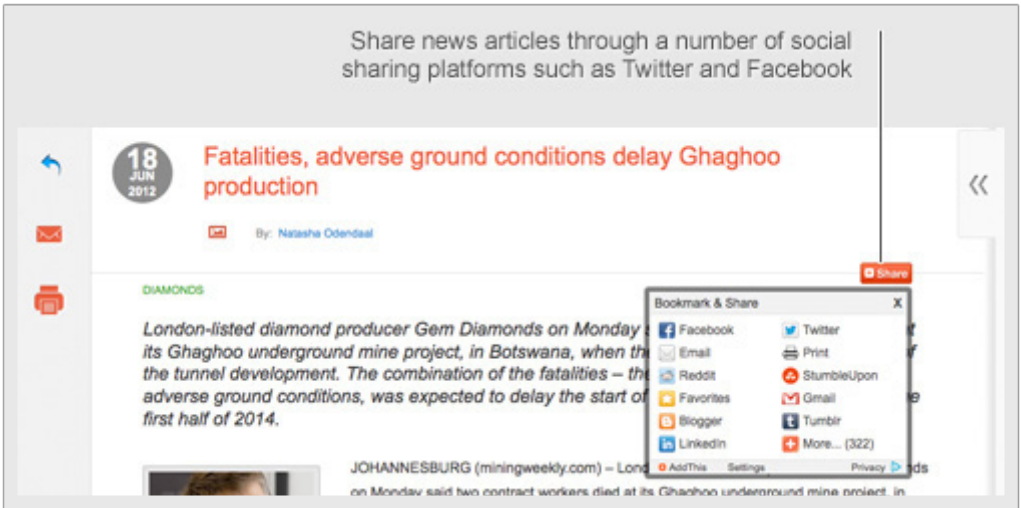 Share news articles through a number of social
sharing platforms such as Twitter and Facebook
18
JUN
2012
Fatalities, adverse ground conditions delay Ghaghoo
production
By: Natasha Odendaal
Share
DIAMONDS
London-listed diamond producer Gem Diamonds on Monday
its Ghaghoo underground mine project, in Botswana, when
the tunnel development. The combination of the fatalities –
adverse ground conditions, was expected to delay the start of
first half of 2014.
Bookmark & Share X
Facebook Twitter
Email Print
Reddit StumbleUpon
Favorites Gmail
Blogger Tumblr
LinkedIn More... (322)
AddThis Settings Privacy
JOHANNESBURG (miningweekly.com) –
on Monday said two contract workers died at its Ghaghoo underground mine project, in